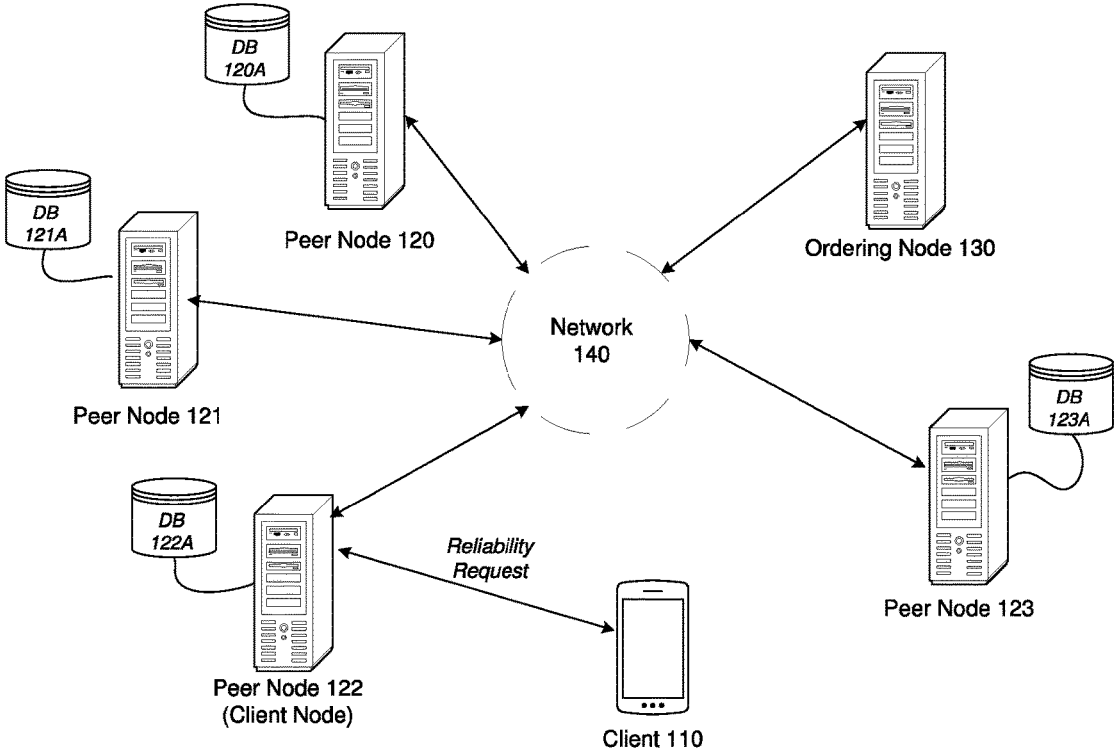 DB
120A
Peer Node 120
Ordering Node 130
DB
121A
Peer Node 121
Network
140
DB
123A
Peer Node 123
DB
122A
Peer Node 122
(Client Node)
Reliability
Request
Client 110